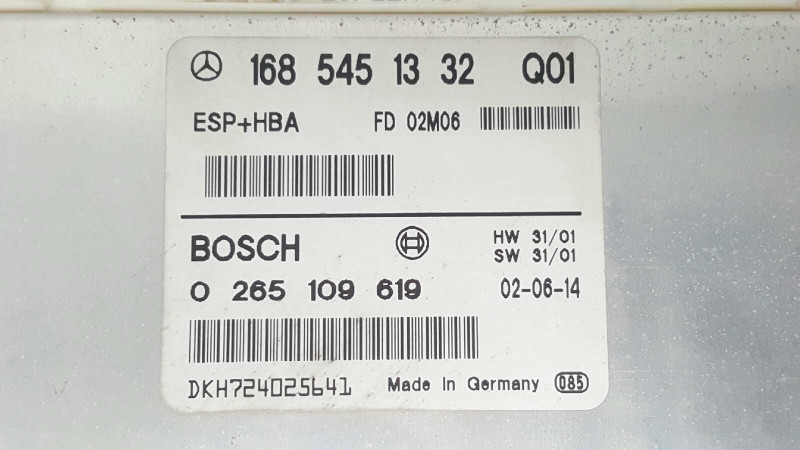 168 545 13 32 Q01
ESP+HBA FD 02M06
BOSCH HW 31/01
SW 31/01
0 265 109 619 02-06-14
DKH724025641 Made in Germany 085